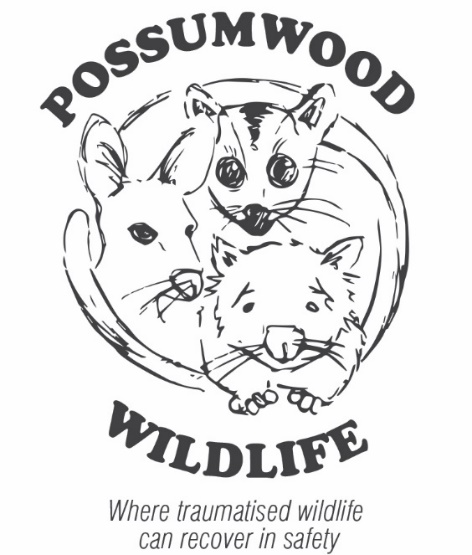 POSSUMWOOD
WILDLIFE
Where traumatised wildlife
can recover in safety